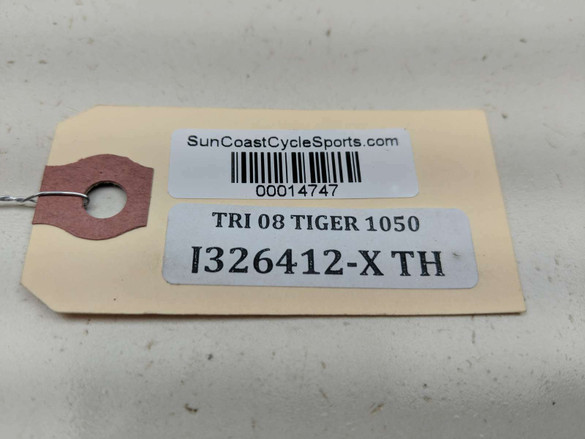 SunCoastCycleSports.com
00014747
TRI 08 TIGER 1050
I326412-X TH